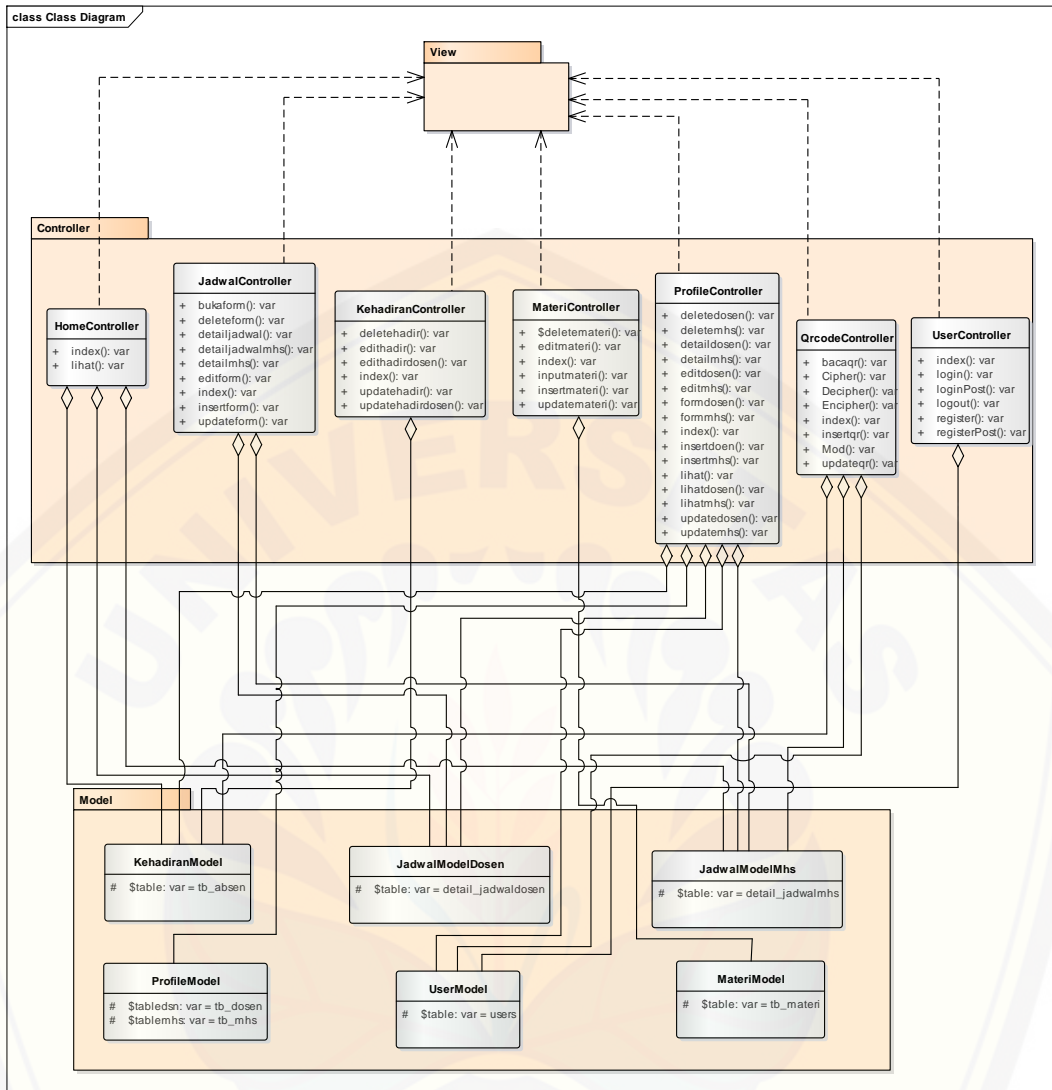 class Class Diagram
View
Controller
HomeController
+ index(): var
+ lihat(): var
JadwalController
+ bukaform(): var
+ deleteform(): var
+ detailjadwal(): var
+ detailjadwalmhs(): var
+ detailmhs(): var
+ editform(): var
+ index(): var
+ insertform(): var
+ updateform(): var
KehadiranController
+ deletehadir(): var
+ edithadir(): var
+ edithadirdosen(): var
+ index(): var
+ updatehadir(): var
+ updatehadirdosen(): var
MateriController
+ $deletemateri(): var
+ editmateri(): var
+ index(): var
+ inputmateri(): var
+ insertmateri(): var
+ updatemateri(): var
ProfileController
+ deletedosen(): var
+ deletemhs(): var
+ detaildosen(): var
+ detailmhs(): var
+ editdosen(): var
+ editmhs(): var
+ formdosen(): var
+ formmhs(): var
+ index(): var
+ insertdoen(): var
+ insertmhs(): var
+ lihat(): var
+ lihatdosen(): var
+ lihatmhs(): var
+ updatedosen(): var
+ updatemhs(): var
QrcodeController
+ bacaqr(): var
+ Cipher(): var
+ Decipher(): var
+ Encipher(): var
+ index(): var
+ insertqr(): var
+ Mod(): var
+ updateqr(): var
UserController
+ index(): var
+ login(): var
+ loginPost(): var
+ logout(): var
+ register(): var
+ registerPost(): var
UNIVERSITAS
Model
KehadiranModel
# $table: var = tb_absen
JadwalModelDosen
# $table: var = detail_jadwaldosen
JadwalModelMhs
# $table: var = detail_jadwalmhs
ProfileModel
# $tabledsn: var = tb_dosen
# $tablemhs: var = tb_mhs
UserModel
# $table: var = users
MateriModel
# $table: var = tb_materi